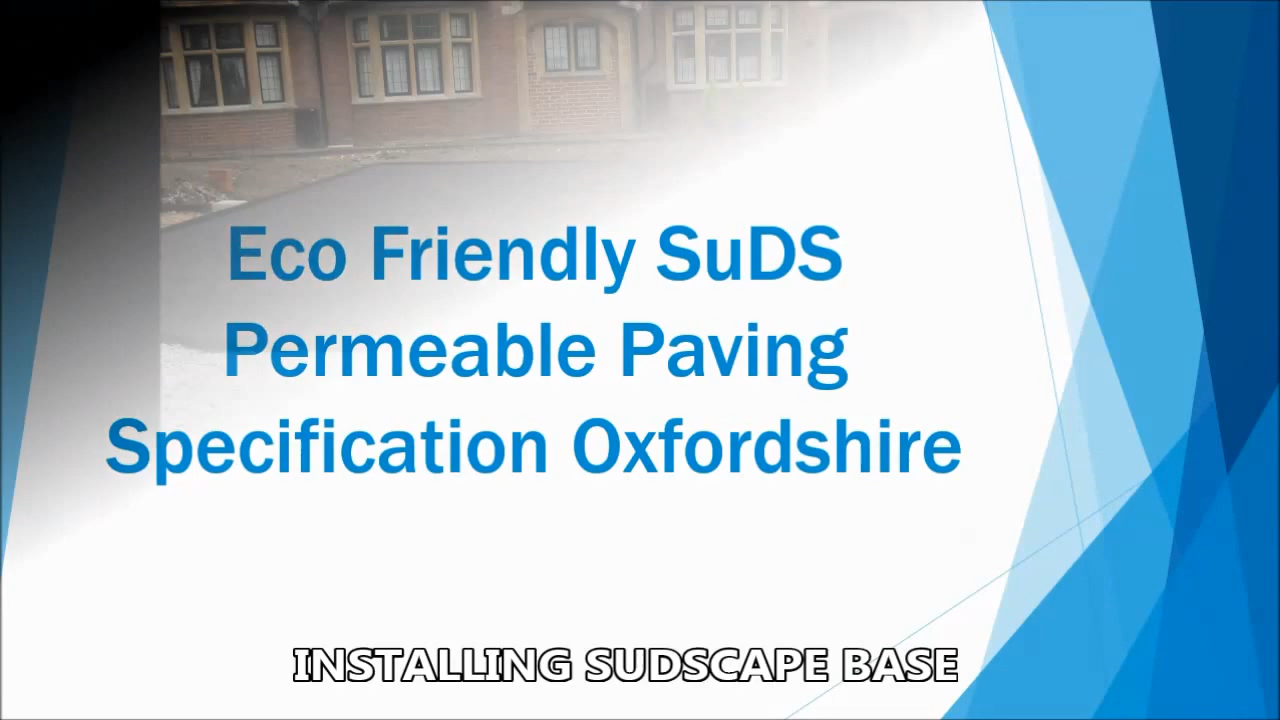 Eco Friendly SuDS
Permeable Paving
Specification Oxfordshire
INSTALLING SUDSCAPE BASE